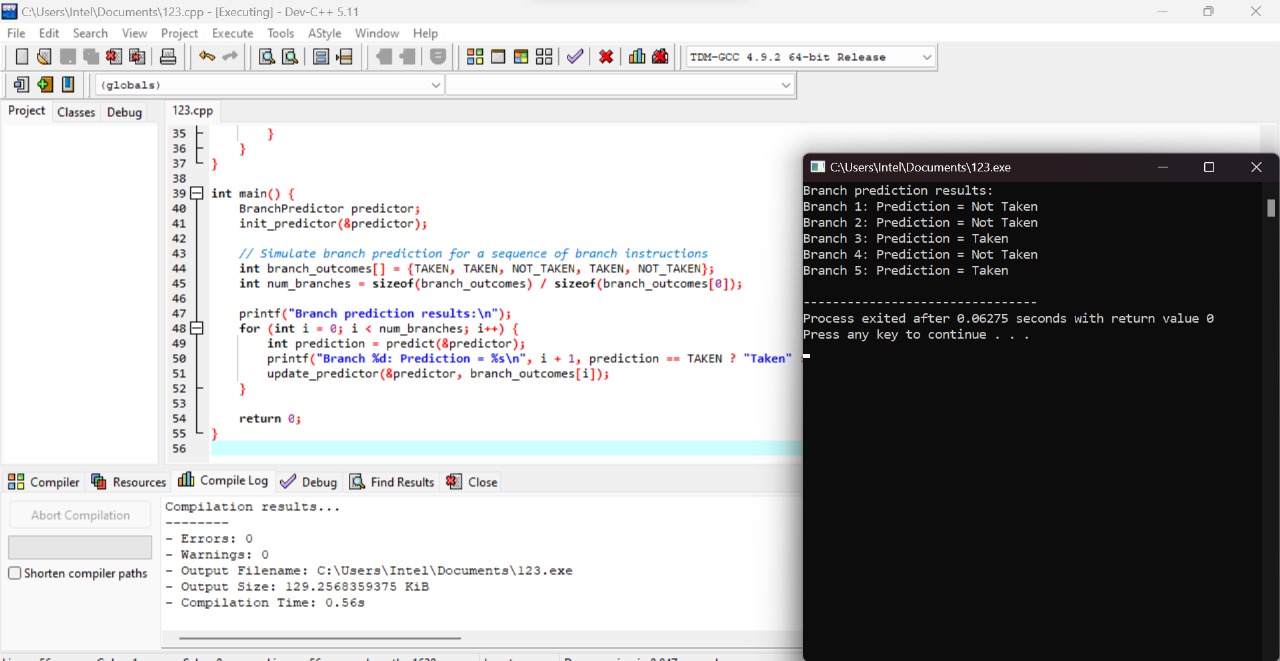 C:\Users\Intel\Documents\123.cpp - [Executing] - Dev-C++ 5.11
File Edit Search View Project Execute Tools AStyle Window Help
TDM-GCC 4.9.2 64-bit Release
(globals)
Project Classes Debug
123.cpp
35 }
36 }
37 }
38
39 int main() {
40 BranchPredictor predictor;
41 init_predictor(&predictor);
42
43 // Simulate branch prediction for a sequence of branch instructions
44 int branch_outcomes[] = {TAKEN, TAKEN, NOT_TAKEN, TAKEN, NOT_TAKEN};
45 int num_branches = sizeof(branch_outcomes) / sizeof(branch_outcomes[0]);
46
47 printf("Branch prediction results:\n");
48 for (int i = 0; i < num_branches; i++) {
49 int prediction = predict(&predictor);
50 printf("Branch %d: Prediction = %s\n", i + 1, prediction == TAKEN ? "Taken"
51 update_predictor(&predictor, branch_outcomes[i]);
52 }
53
54 return 0;
55 }
56
C:\Users\Intel\Documents\123.exe
Branch prediction results:
Branch 1: Prediction = Not Taken
Branch 2: Prediction = Not Taken
Branch 3: Prediction = Taken
Branch 4: Prediction = Not Taken
Branch 5: Prediction = Taken
--------------------------------
Process exited after 0.06275 seconds with return value 0
Press any key to continue . . .
Compiler Resources Compile Log Debug Find Results Close
Abort Compilation
Shorten compiler paths
Compilation results...
--------
- Errors: 0
- Warnings: 0
- Output Filename: C:\Users\Intel\Documents\123.exe
- Output Size: 129.2568359375 KiB
- Compilation Time: 0.56s